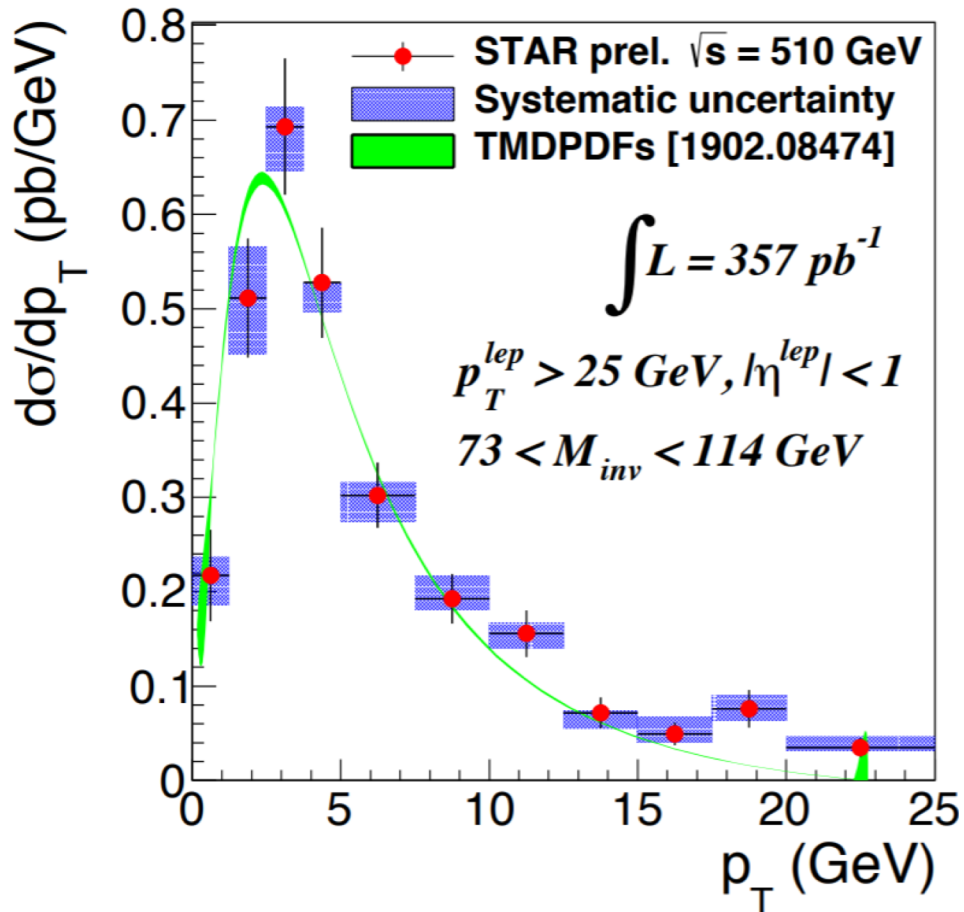 dσ/dp_T (pb/GeV)
0.8
0.7
0.6
0.5
0.4
0.3
0.2
0.1
0
STAR prel. √s = 510 GeV
Systematic uncertainty
TMDPDFs [1902.08474]
∫L = 357 pb^-1
p_T^lep > 25 GeV, |η^lep| < 1
73 < M_inv < 114 GeV
0 5 10 15 20 25
p_T (GeV)